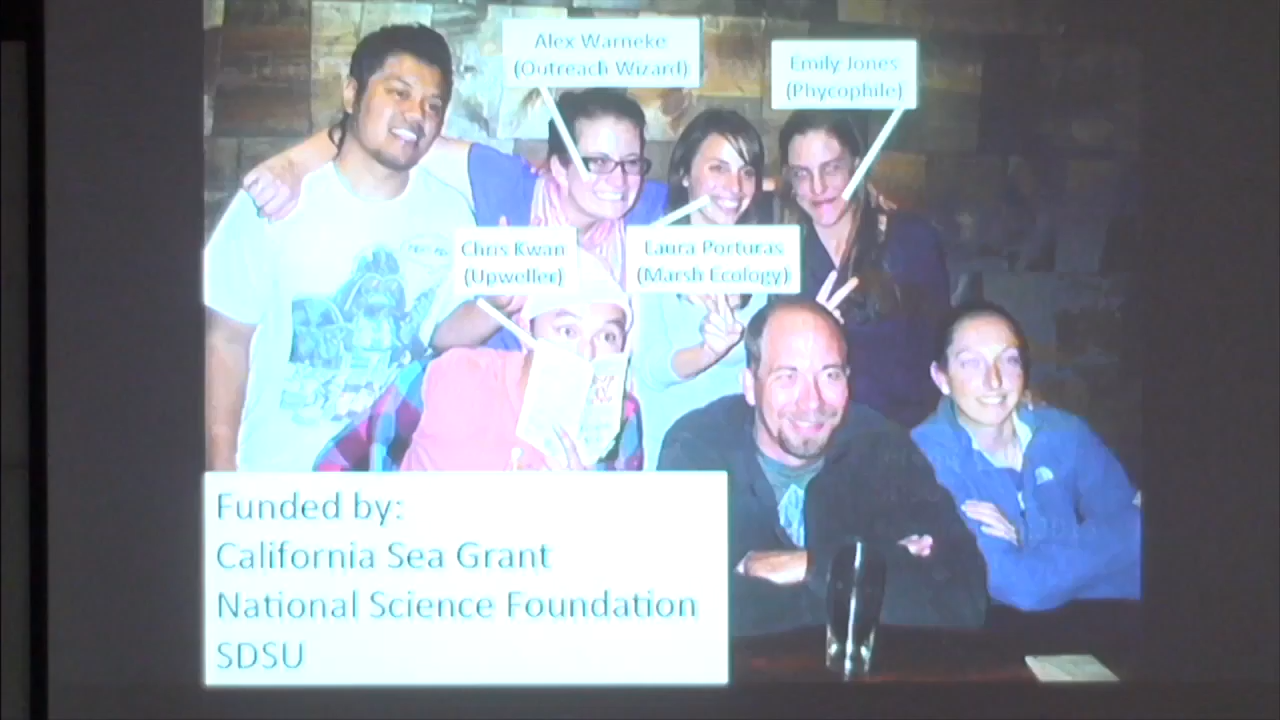 Alex Warneke
(Outreach Wizard)
Emily Jones
(Phycophile)
Chris Kwan
(Upweller)
Laura Porturas
(Marsh Ecology)
Funded by:
California Sea Grant
National Science Foundation
SDSU